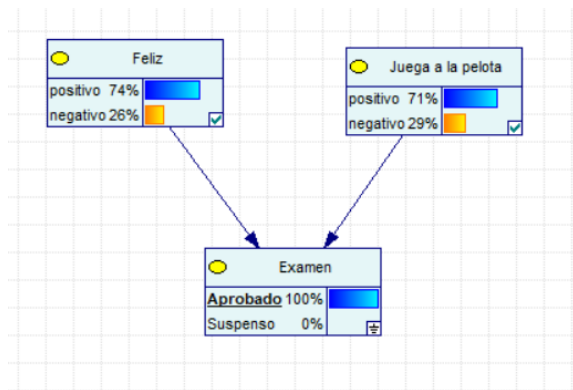 Feliz
positivo 74%
negativo 26%
Juega a la pelota
positivo 71%
negativo 29%
Examen
Aprobado 100%
Suspenso 0%